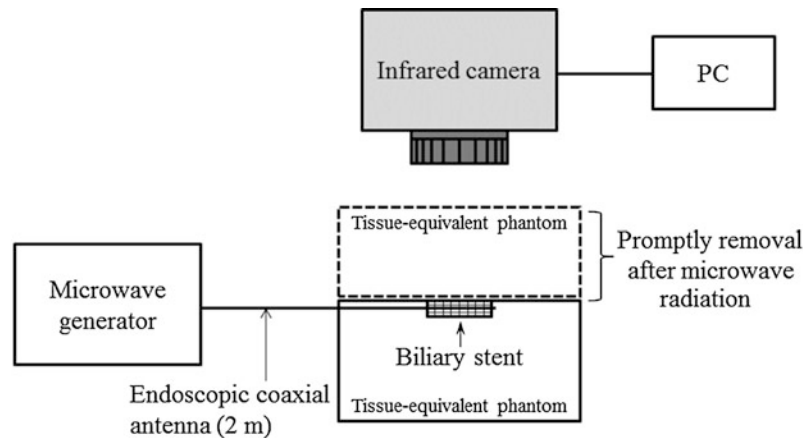 Infrared camera
PC
Tissue-equivalent phantom
Promptly removal
after microwave
radiation
Microwave
generator
Biliary stent
Endoscopic coaxial
antenna (2 m)
Tissue-equivalent phantom